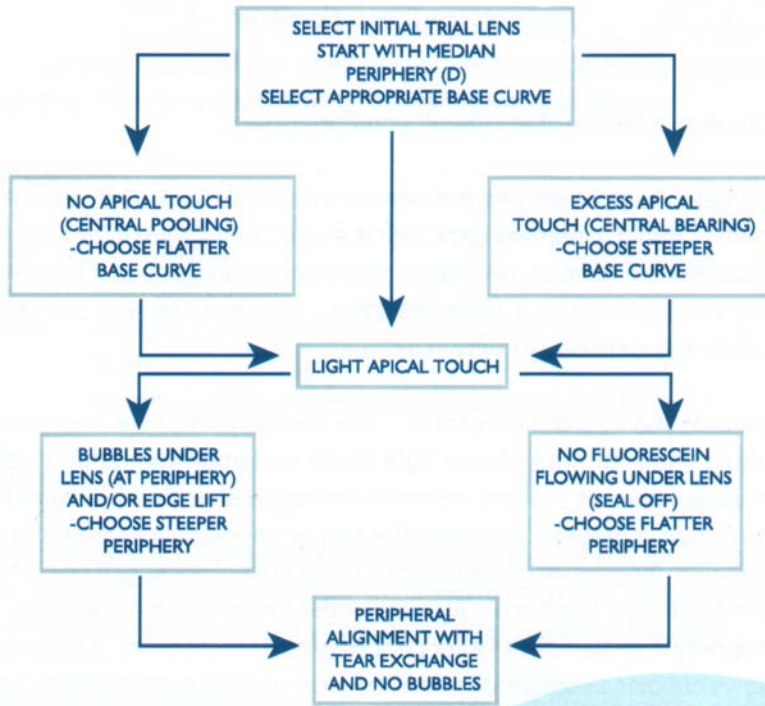 SELECT INITIAL TRIAL LENS
START WITH MEDIAN
PERIPHERY (D)
SELECT APPROPRIATE BASE CURVE
NO APICAL TOUCH
(CENTRAL POOLING)
-CHOOSE FLATTER
BASE CURVE
EXCESS APICAL
TOUCH (CENTRAL BEARING)
-CHOOSE STEEPER
BASE CURVE
LIGHT APICAL TOUCH
BUBBLES UNDER
LENS (AT PERIPHERY)
AND/OR EDGE LIFT
-CHOOSE STEEPER
PERIPHERY
NO FLUORESCEIN
FLOWING UNDER LENS
(SEAL OFF)
-CHOOSE FLATTER
PERIPHERY
PERIPHERAL
ALIGNMENT WITH
TEAR EXCHANGE
AND NO BUBBLES